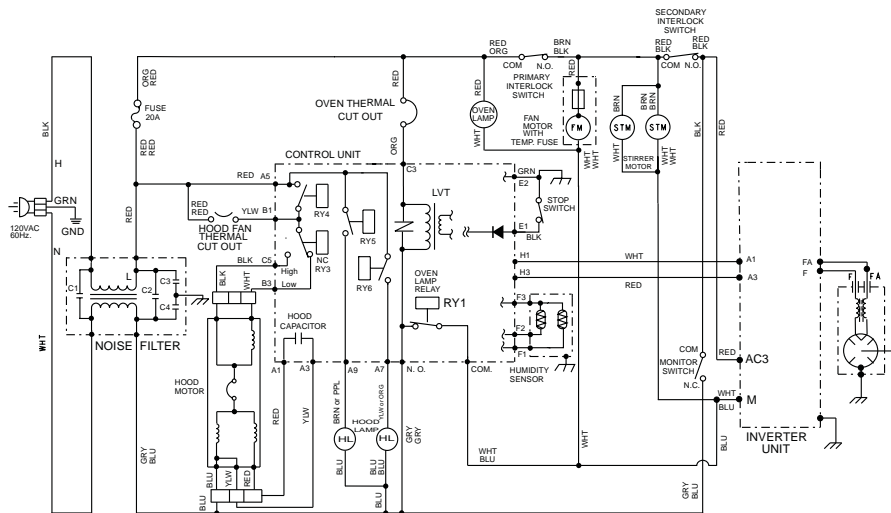 SECONDARY
INTERLOCK
SWITCH
RED
ORG
BRN
BLK
RED
BLK
RED
BLK
COM
N.O.
COM
N.O.
PRIMARY
INTERLOCK
SWITCH
ORG
RED
FUSE
20A
RED
OVEN THERMAL
CUT OUT
RED
OVEN
LAMP
RED
FAN
MOTOR
WITH
TEMP. FUSE
FM
BRN
BRN
BRN
STM
STM
BLK
RED
BLK
H
RED
RED
ORG
WHT
WHT
WHT
WHT
WHT
WHT
STIRRER
MOTOR
CONTROL UNIT
C3
RED
A5
GRN
E2
LVT
STOP
SWITCH
120VAC
60Hz.
GRN
GND
N
RED
RED
RED
YLW
B1
HOOD FAN
THERMAL
CUT OUT
RY4
RY5
E1
BLK
NC
RY3
BLK
C5
High
RY6
H1
WHT
A1
FA
F
F
FA
H3
RED
A3
BLK
WHT
B3
Low
OVEN
LAMP
RELAY
RY1
L
C1
C2
C3
C4
F3
F2
F1
NOISE FILTER
HOOD
CAPACITOR
HUMIDITY
SENSOR
COM
MONITOR
SWITCH
N.C.
RED
AC3
WHT
WHT
BLU
M
A1
A3
A9
A7
N. O.
COM.
HOOD
MOTOR
RED
YLW
BRN or PPL
YLW or ORG
HOOD
LAMP
HL
HL
GRY
GRY
INVERTER
UNIT
GRY
BLU
WHT
BLU
WHT
BLU
YLW
RED
BLU
BLU
BLU
BLU
BLU
GRY
BLU
BLU